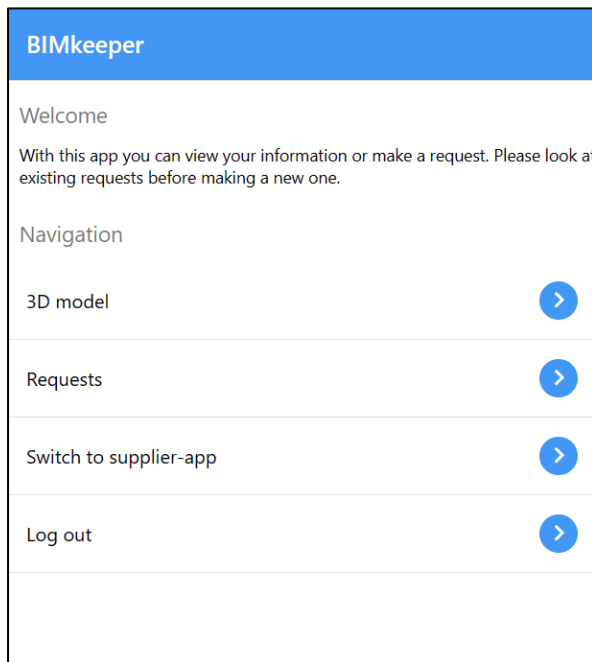 BIMkeeper
Welcome
With this app you can view your information or make a request. Please look at
existing requests before making a new one.
Navigation
3D model
Requests
Switch to supplier-app
Log out